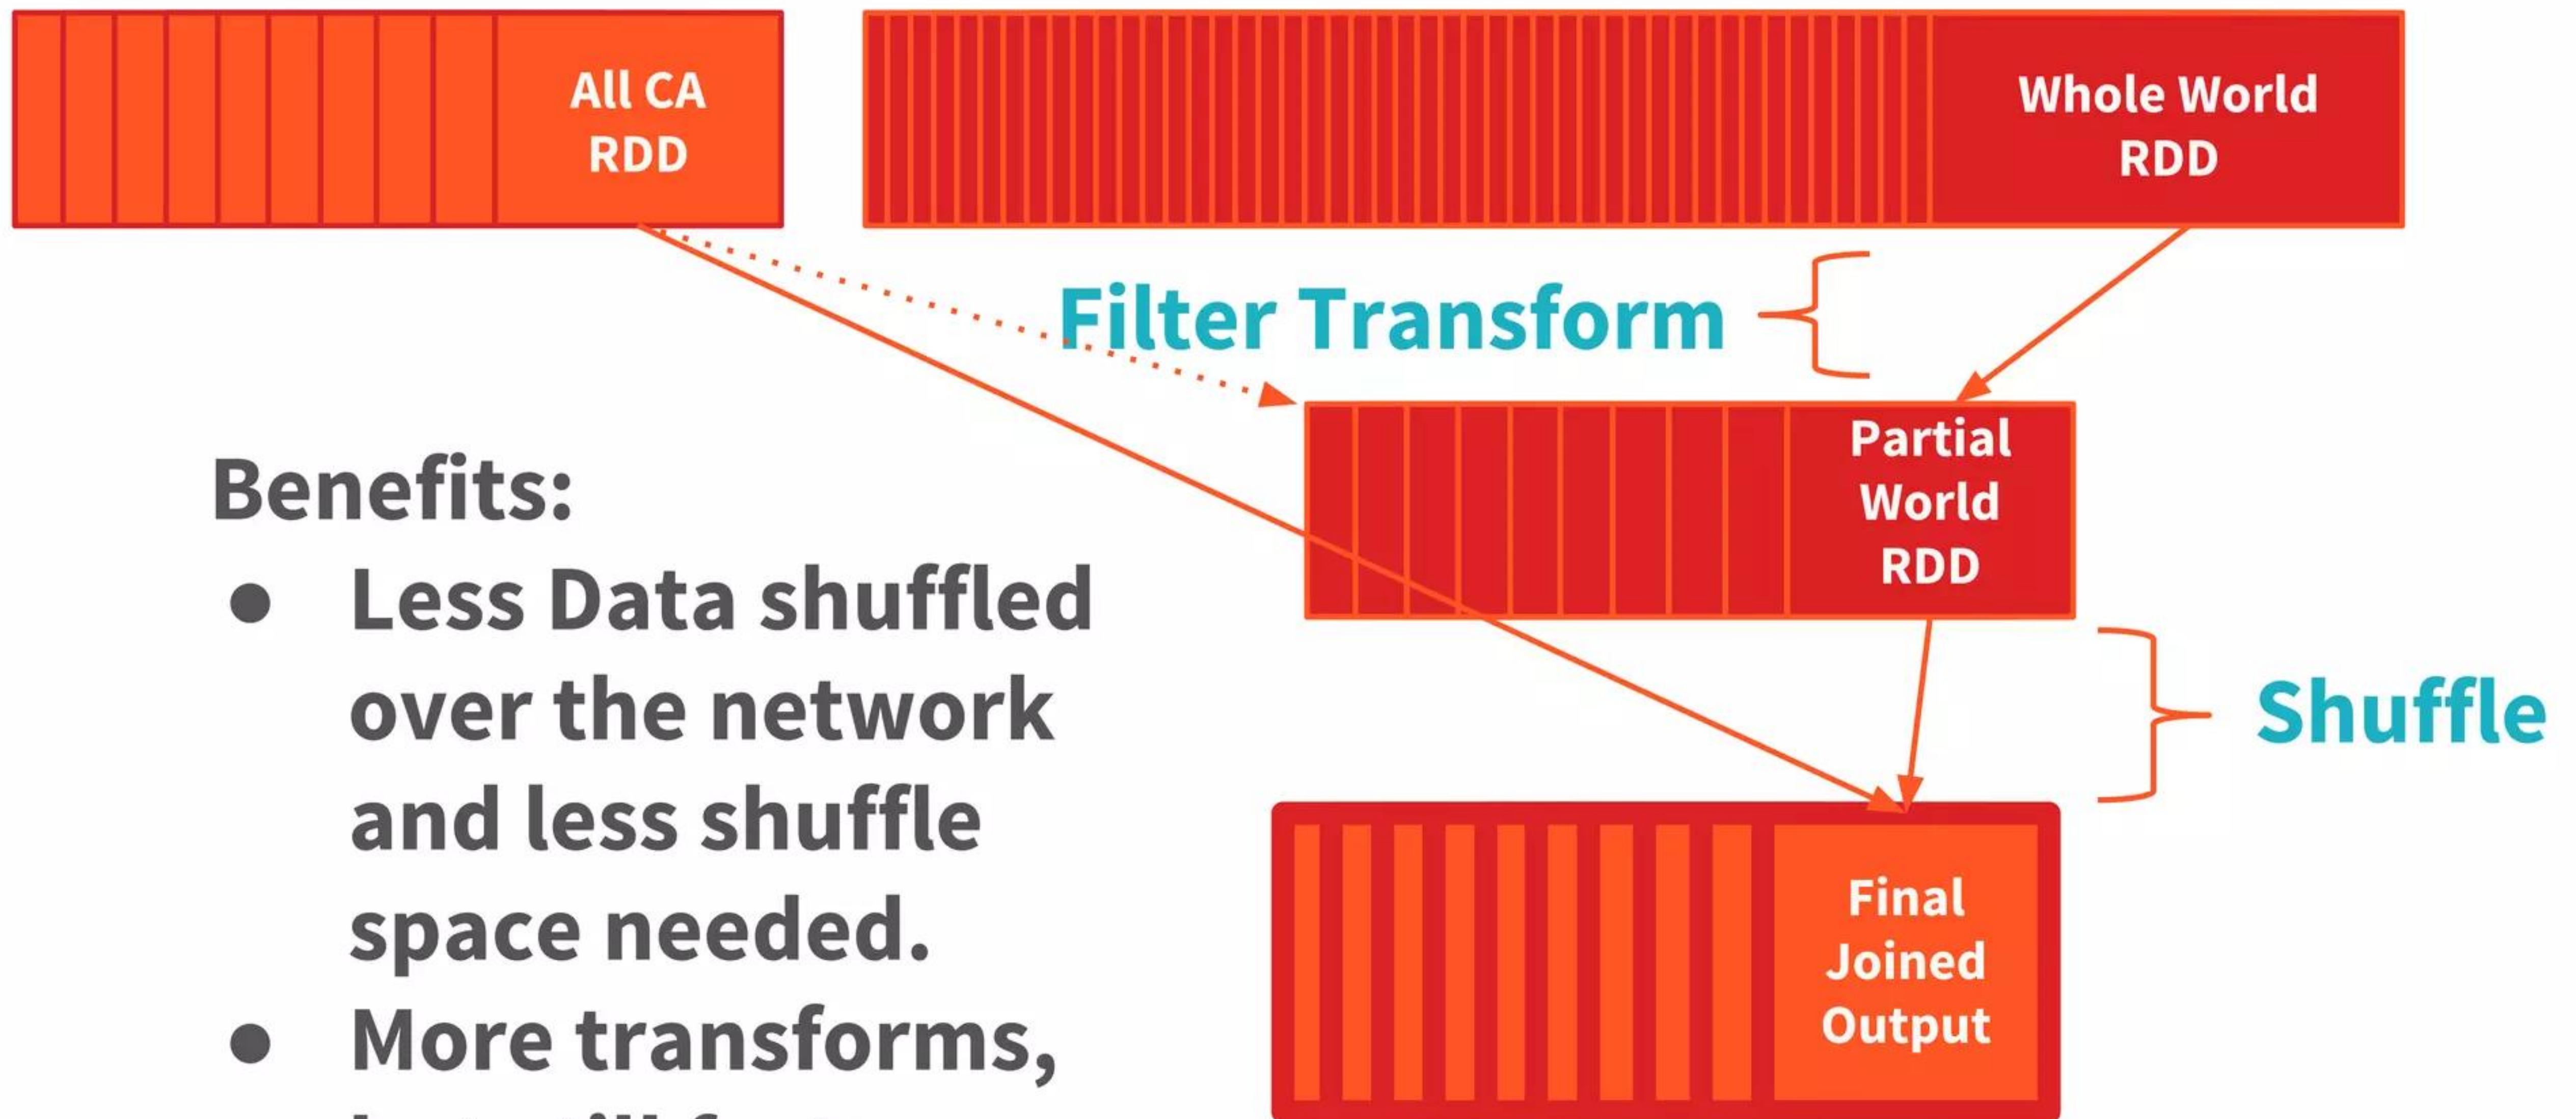 All CA
RDD
Whole World
RDD
Filter Transform
Partial
World
RDD
Benefits:
● Less Data shuffled
over the network
and less shuffle
space needed.
● More transforms,
Shuffle
Final
Joined
Output